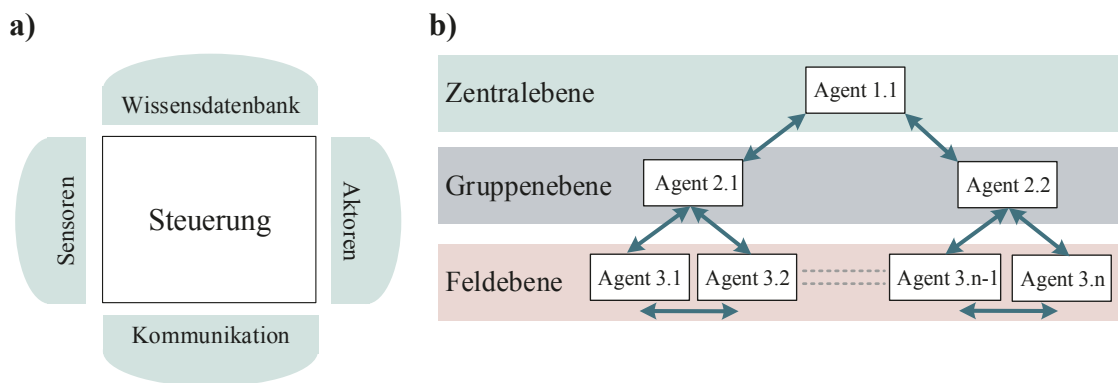 a)
Wissensdatenbank
Sensoren
Steuerung
Aktoren
Kommunikation
b)
Zentralebene
Agent 1.1
Gruppenebene
Agent 2.1
Agent 2.2
Feldebene
Agent 3.1
Agent 3.2
Agent 3.n-1
Agent 3.n